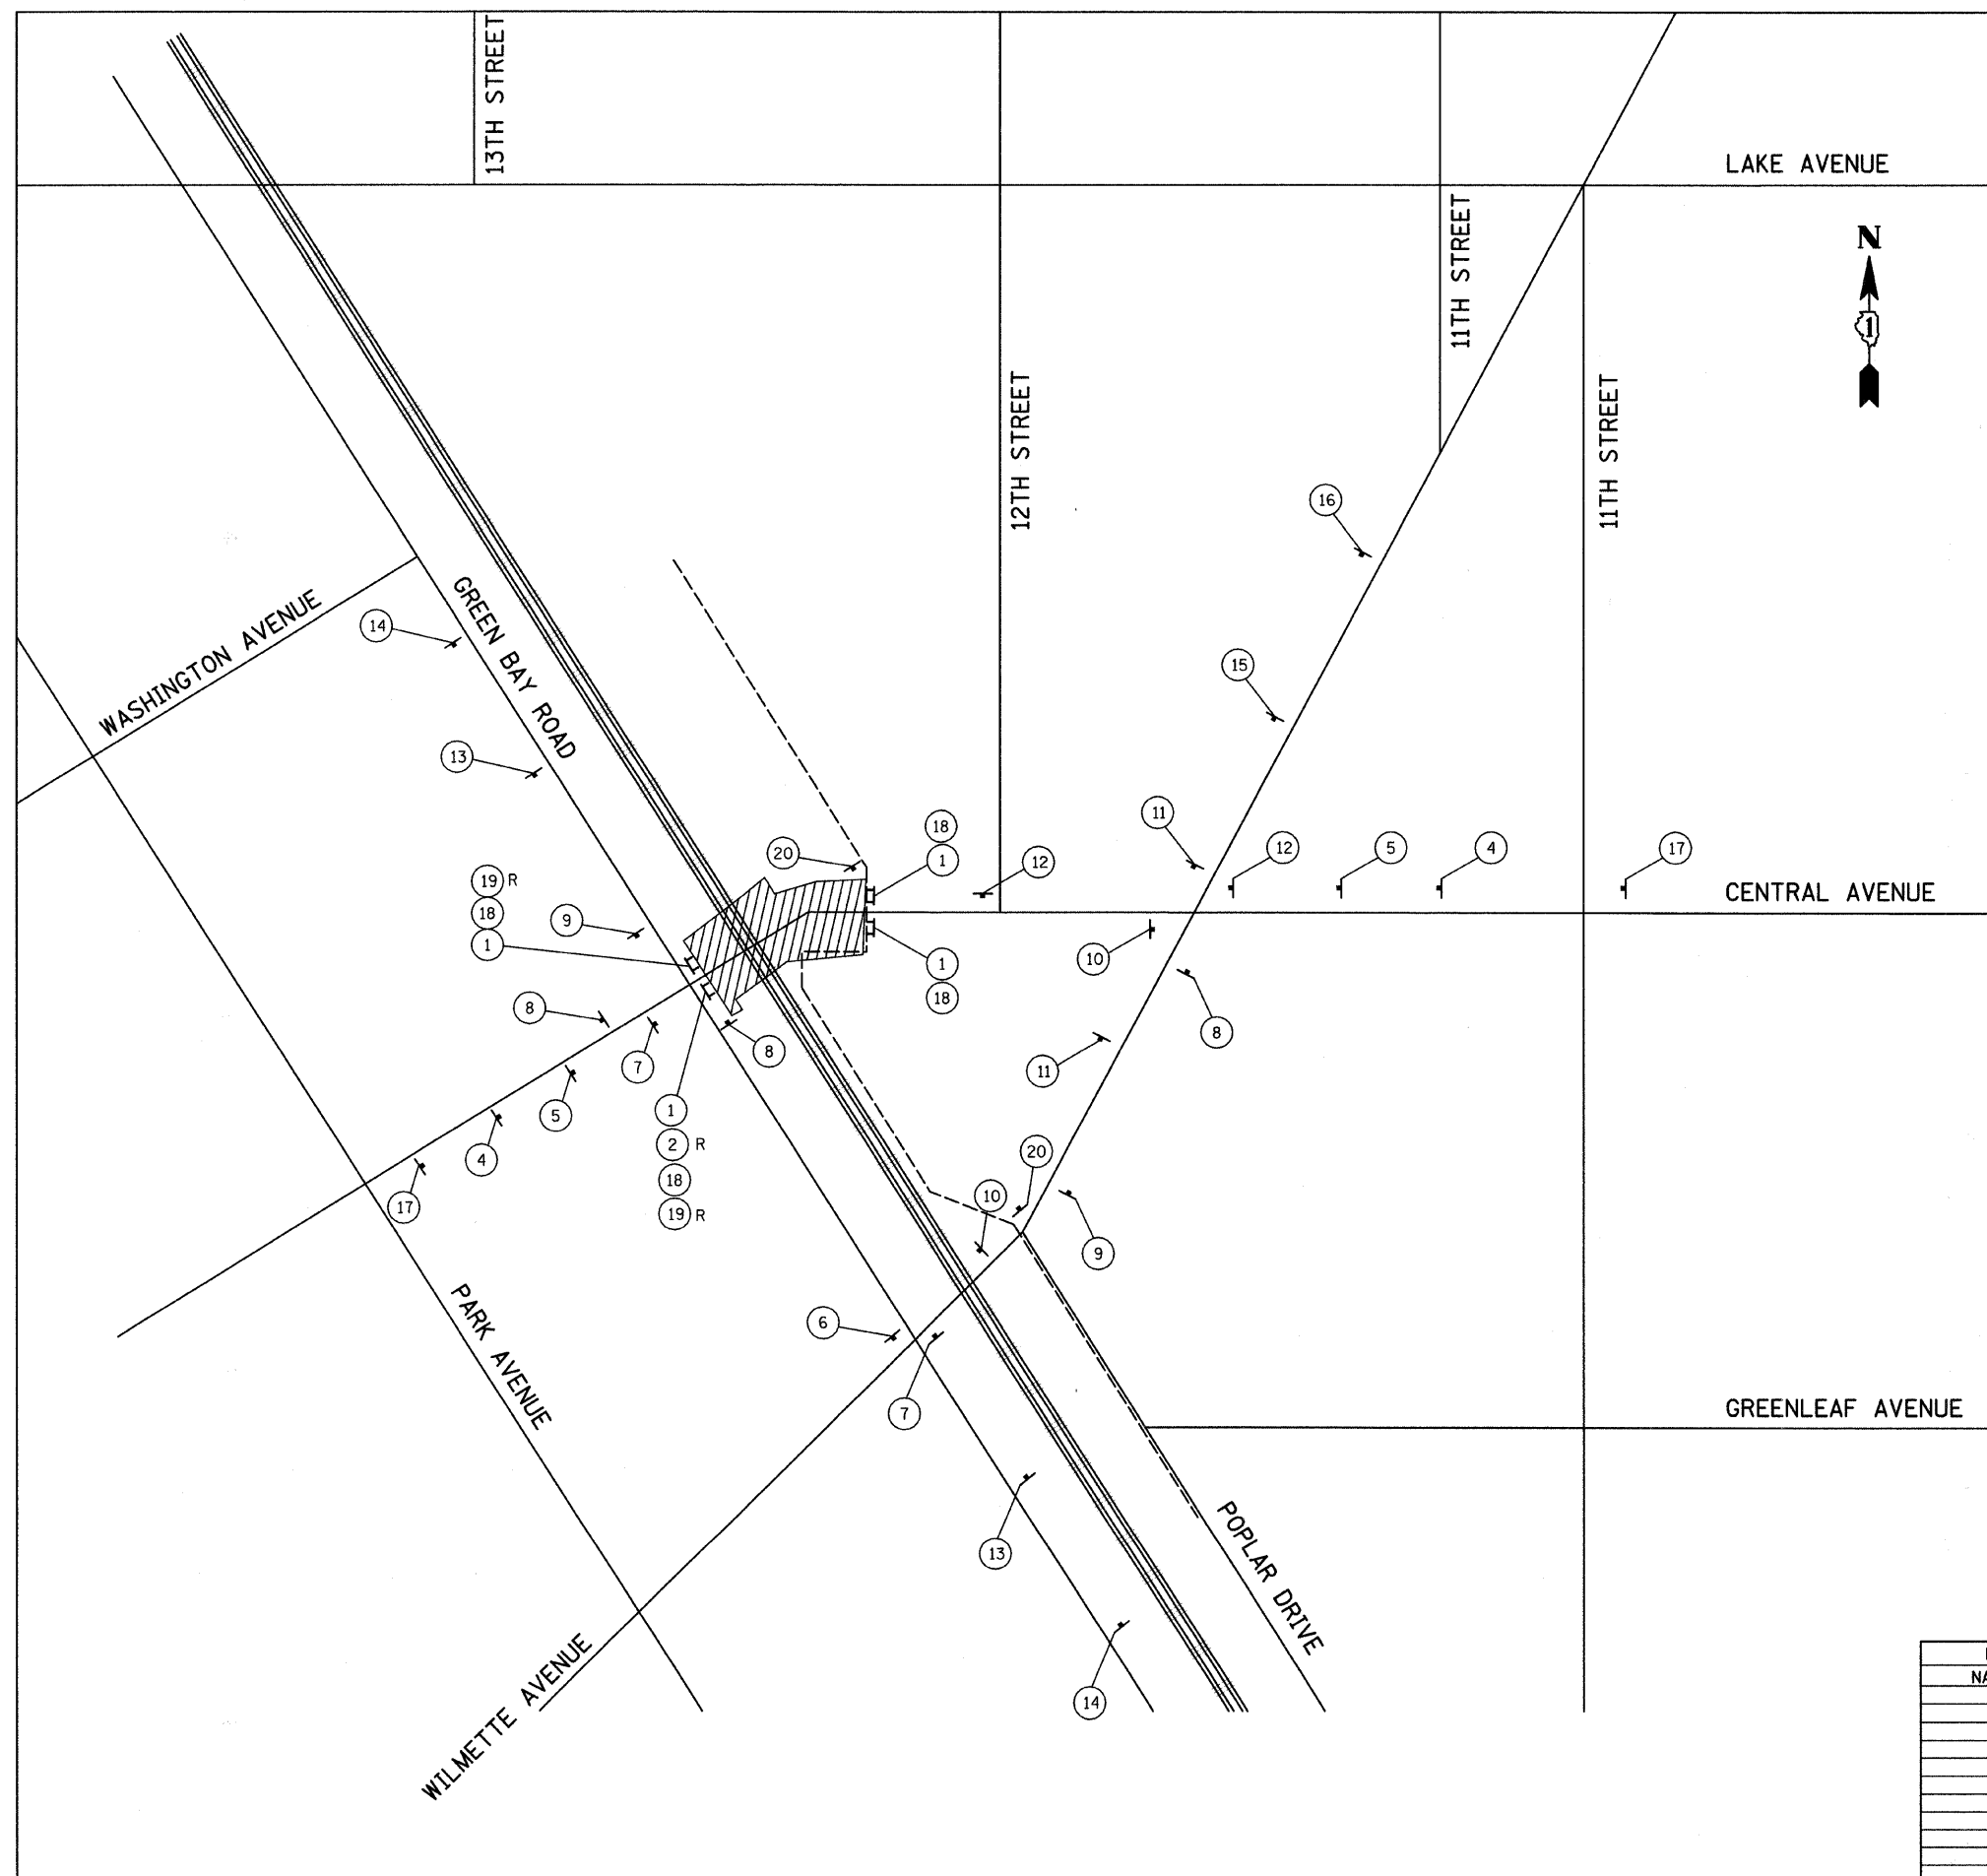 13TH STREET
LAKE AVENUE
11TH STREET
N
1
12TH STREET
11TH STREET
16
WASHINGTON AVENUE
14
GREEN BAY ROAD
15
13
11
18
20
1
12
12
5
4
17
19 R
18
1
9
CENTRAL AVENUE
10
1
18
8
8
7
8
11
5
1
2 R
18
19 R
4
17
20
10
9
6
7
PARK AVENUE
GREENLEAF AVENUE
13
POPLAR DRIVE
14
WILMETTE AVENUE
NA